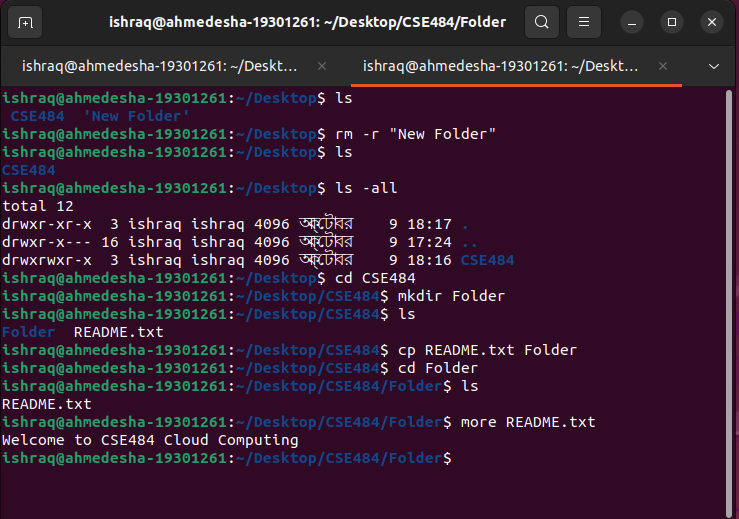 ishraq@ahmedesha-19301261: ~/Desktop/CSE484/Folder
ishraq@ahmedesha-19301261: ~/Deskt...
ishraq@ahmedesha-19301261: ~/Deskt...
ishraq@ahmedesha-19301261:~/Desktop$ ls
CSE484  'New Folder'
ishraq@ahmedesha-19301261:~/Desktop$ rm -r "New Folder"
ishraq@ahmedesha-19301261:~/Desktop$ ls
CSE484
ishraq@ahmedesha-19301261:~/Desktop$ ls -all
total 12
drwxr-xr-x  3 ishraq ishraq 4096 অক্টোবর    9 18:17 .
drwxr-x--- 16 ishraq ishraq 4096 অক্টোবর    9 17:24 ..
drwxrwxr-x  3 ishraq ishraq 4096 অক্টোবর    9 18:16 CSE484
ishraq@ahmedesha-19301261:~/Desktop$ cd CSE484
ishraq@ahmedesha-19301261:~/Desktop/CSE484$ mkdir Folder
ishraq@ahmedesha-19301261:~/Desktop/CSE484$ ls
Folder  README.txt
ishraq@ahmedesha-19301261:~/Desktop/CSE484$ cp README.txt Folder
ishraq@ahmedesha-19301261:~/Desktop/CSE484$ cd Folder
ishraq@ahmedesha-19301261:~/Desktop/CSE484/Folder$ ls
README.txt
ishraq@ahmedesha-19301261:~/Desktop/CSE484/Folder$ more README.txt
Welcome to CSE484 Cloud Computing
ishraq@ahmedesha-19301261:~/Desktop/CSE484/Folder$